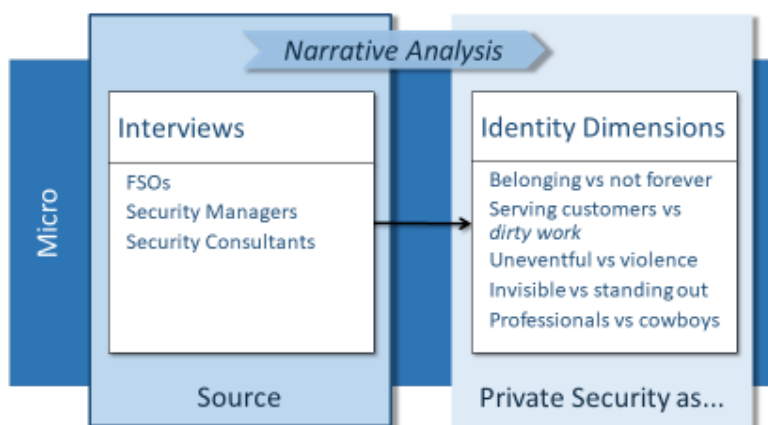 Narrative Analysis
Micro
Interviews
FSOs
Security Managers
Security Consultants
Source
Identity Dimensions
Belonging vs not forever
Serving customers vs
dirty work
Uneventful vs violence
Invisible vs standing out
Professionals vs cowboys
Private Security as...